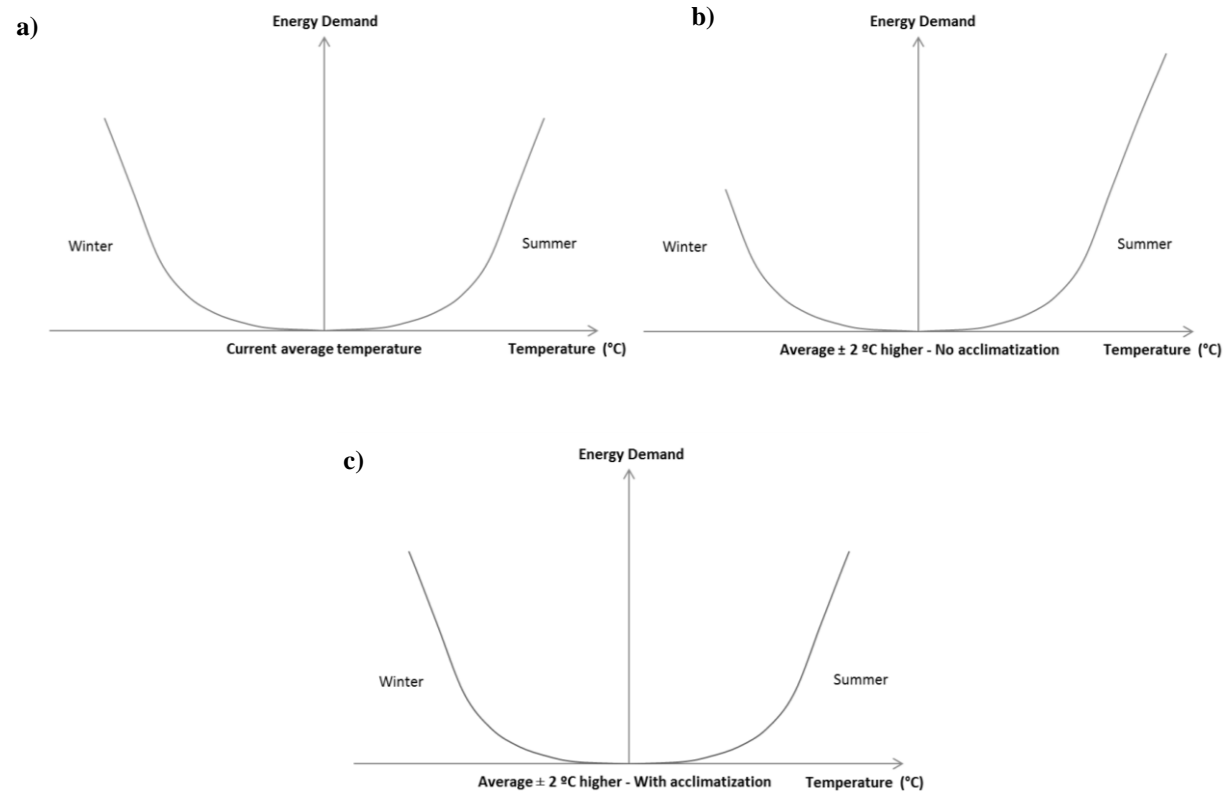 a)
Energy Demand
Winter
Summer
Current average temperature
Temperature (°C)
b)
Energy Demand
Winter
Summer
Average ± 2 ºC higher - No acclimatization
Temperature (°C)
c)
Energy Demand
Winter
Summer
Average ± 2 ºC higher - With acclimatization
Temperature (°C)